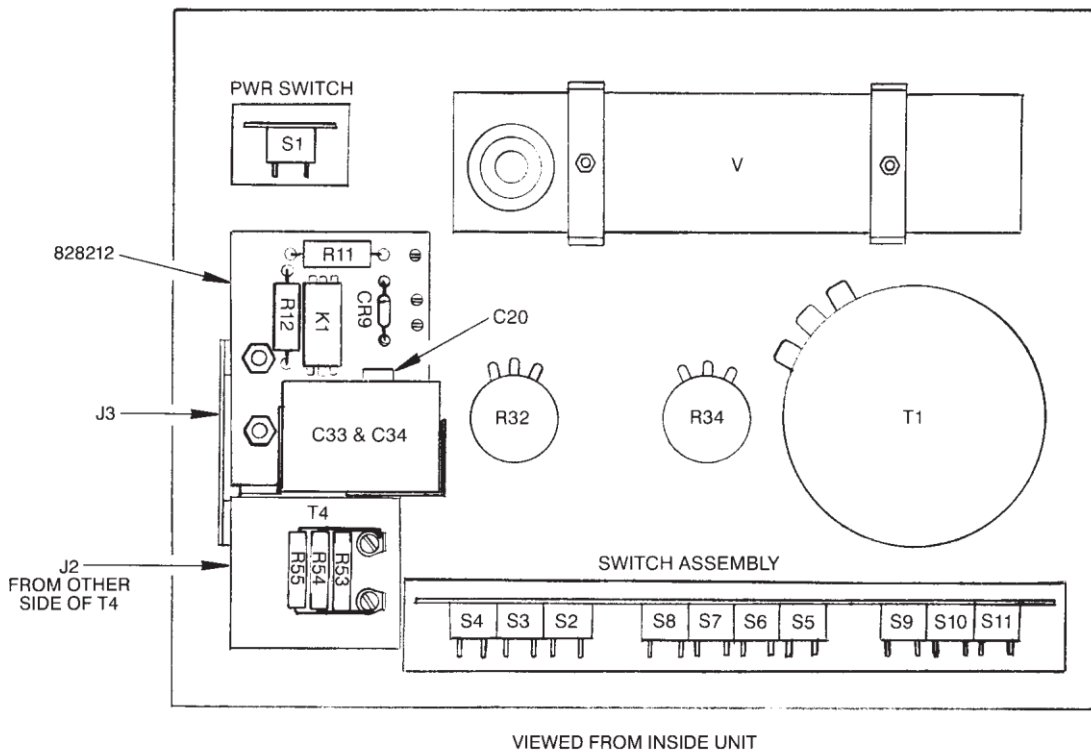 PWR SWITCH
S1
V
828212
R11
R12
K1
CR9
C20
J3
C33 & C34
R32
R34
T1
T4
J2
FROM OTHER
SIDE OF T4
R55
R54
R53
SWITCH ASSEMBLY
S4 S3 S2 S8 S7 S6 S5 S9 S10 S11
VIEWED FROM INSIDE UNIT